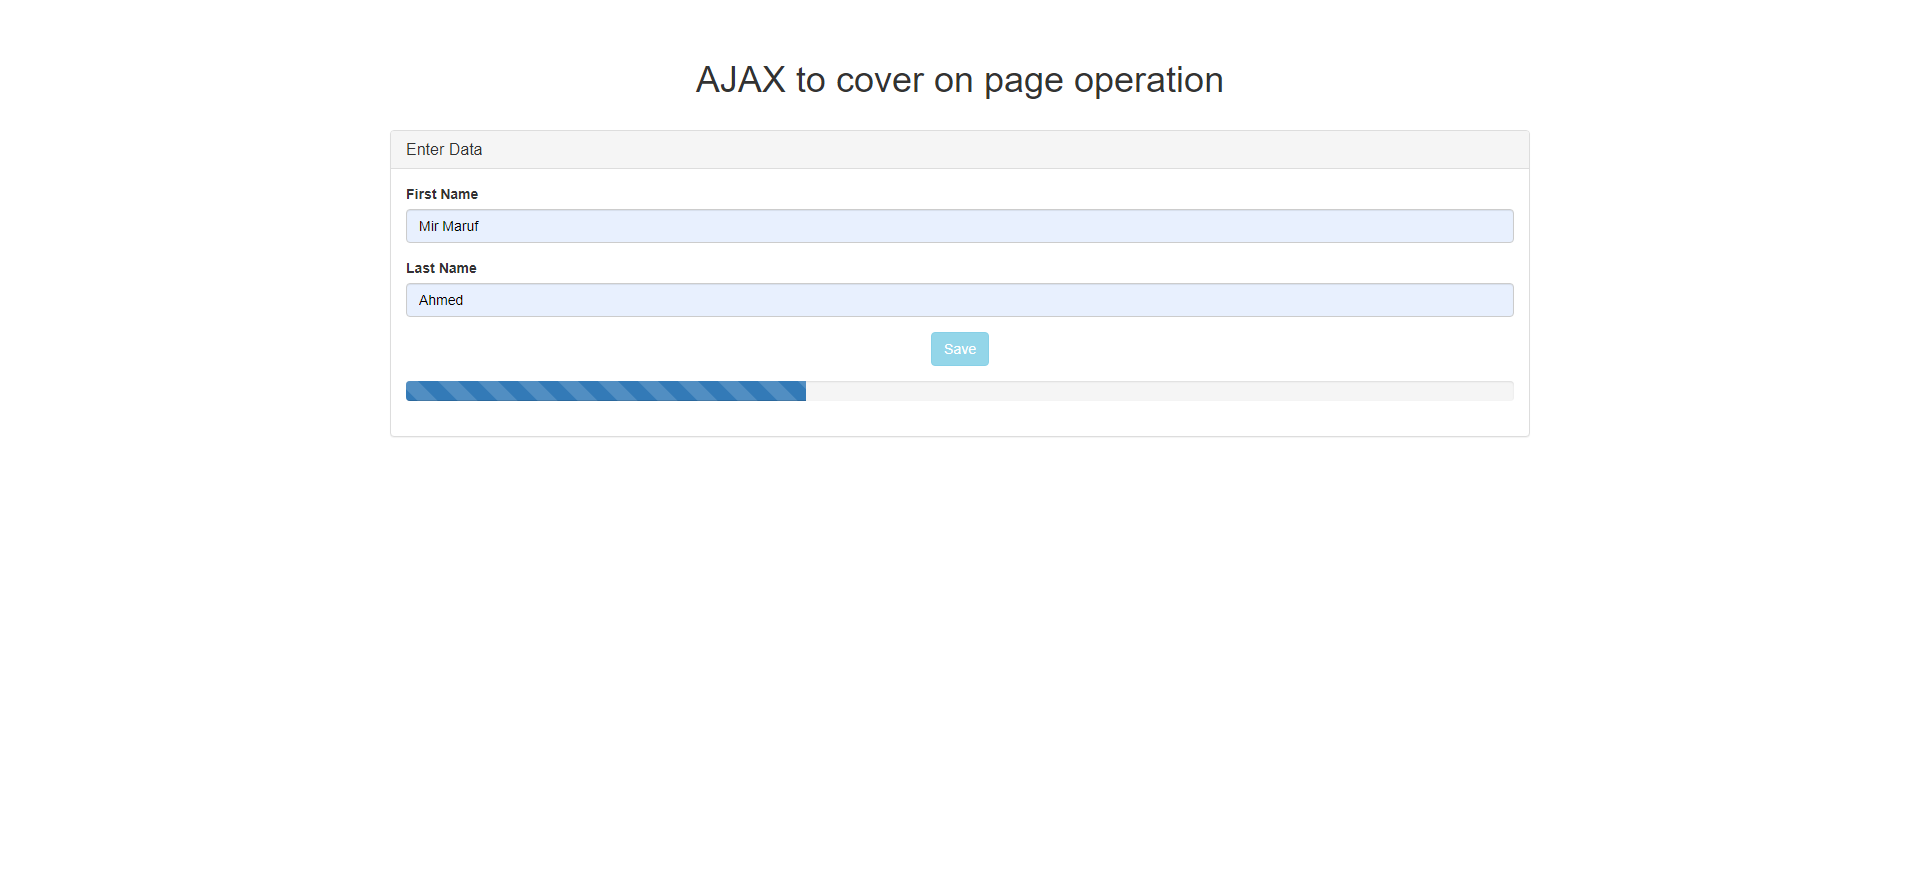 AJAX to cover on page operation
Enter Data
First Name
Mir Maruf
Last Name
Ahmed
Save